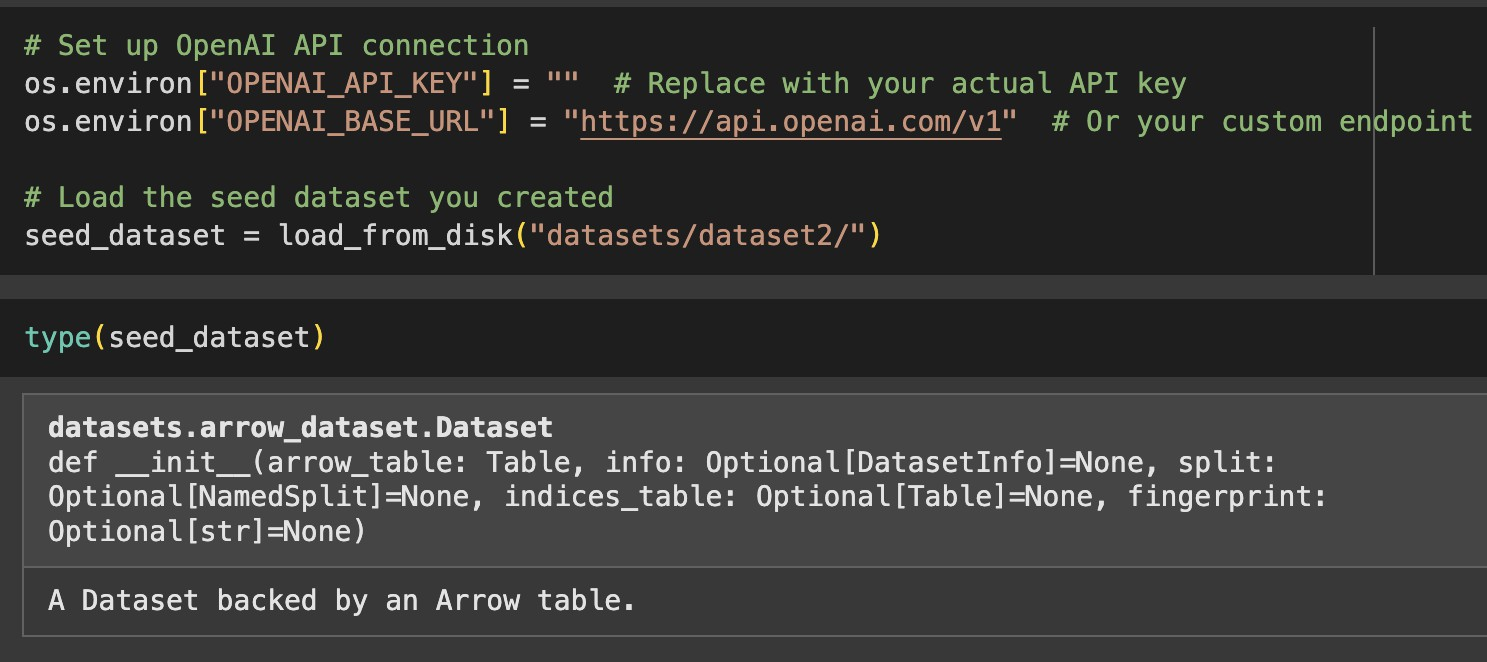 # Set up OpenAI API connection
os.environ["OPENAI_API_KEY"] = ""  # Replace with your actual API key
os.environ["OPENAI_BASE_URL"] = "https://api.openai.com/v1"  # Or your custom endpoint
# Load the seed dataset you created
seed_dataset = load_from_disk("datasets/dataset2/")
type(seed_dataset)
datasets.arrow_dataset.Dataset
def __init__(arrow_table: Table, info: Optional[DatasetInfo]=None, split:
Optional[NamedSplit]=None, indices_table: Optional[Table]=None, fingerprint:
Optional[str]=None)
A Dataset backed by an Arrow table.